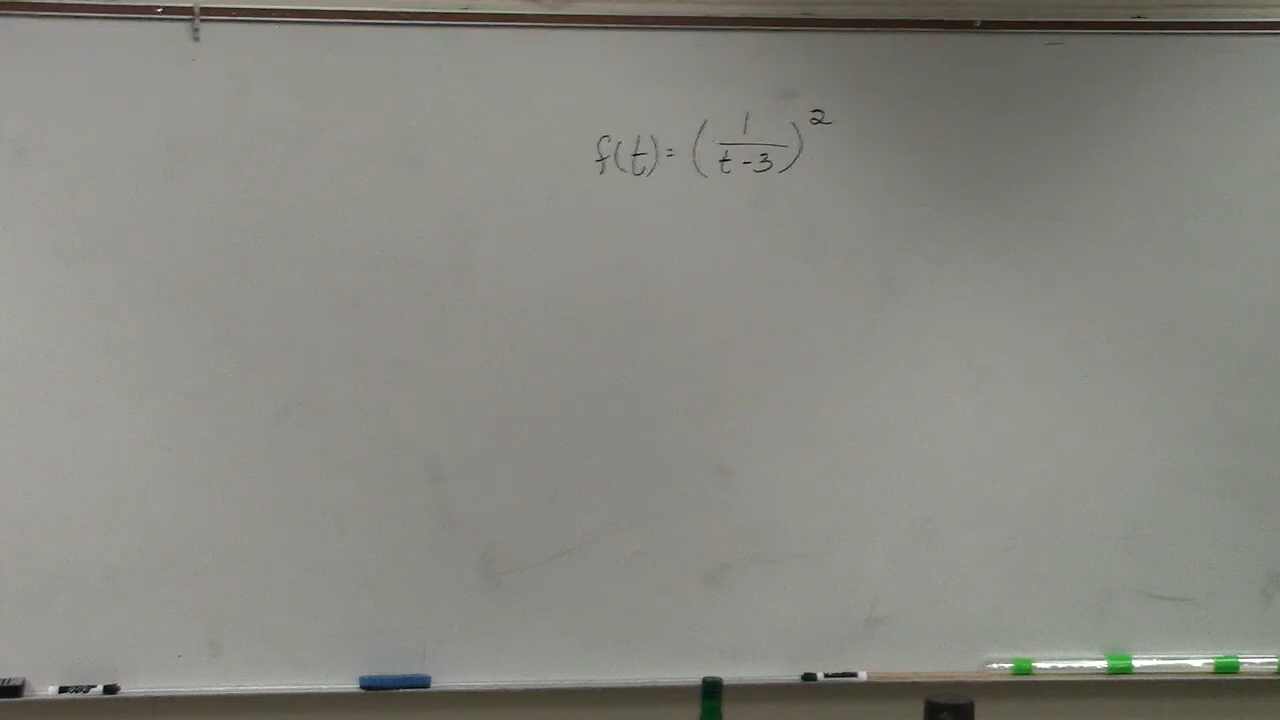 f(t) = (1/(t-3))²